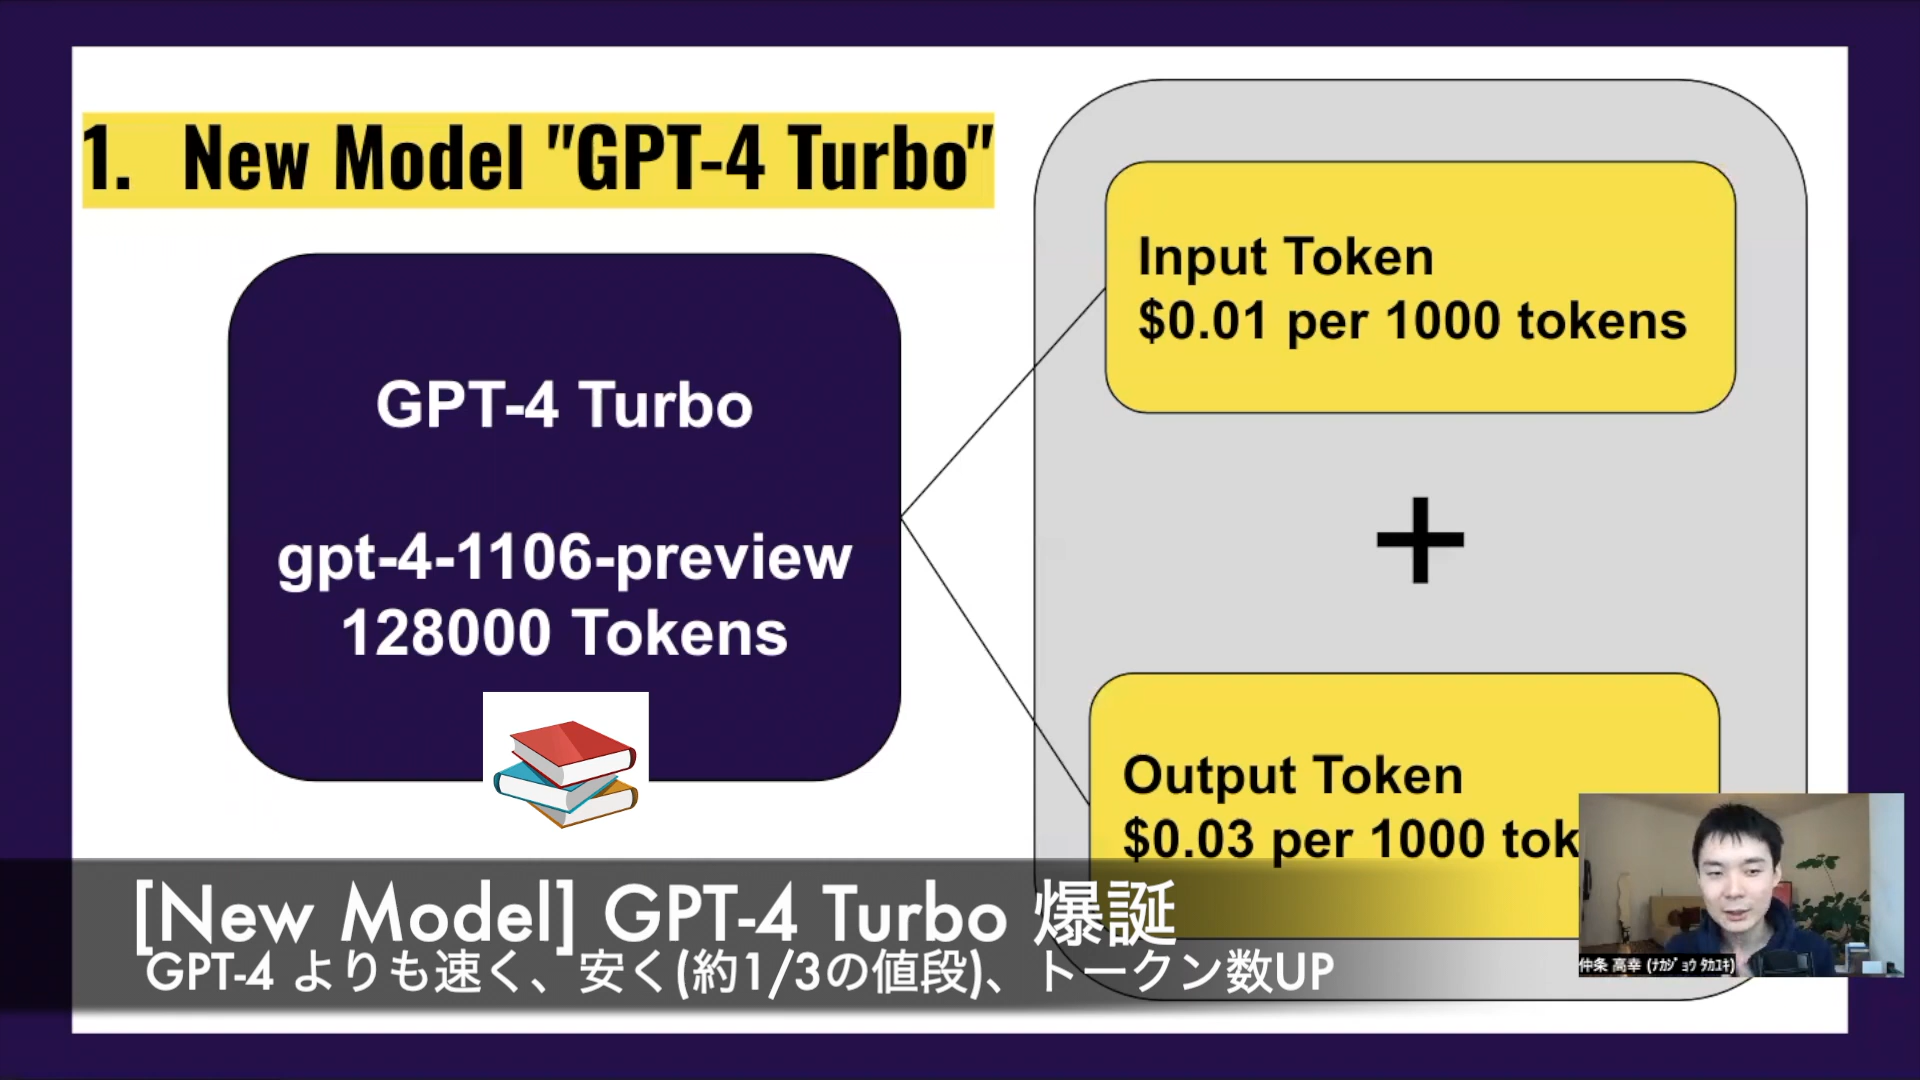 1. New Model "GPT-4 Turbo"
GPT-4 Turbo
gpt-4-1106-preview
128000 Tokens
Input Token
$0.01 per 1000 tokens
+
Output Token
$0.03 per 1000 tok
[New Model] GPT-4 Turbo 爆誕
GPT-4 よりも速く、安く(約1/3の値段)、トークン数UP
仲条 高幸 (ﾅｶｼﾞｮｳ ﾀｶﾕｷ)